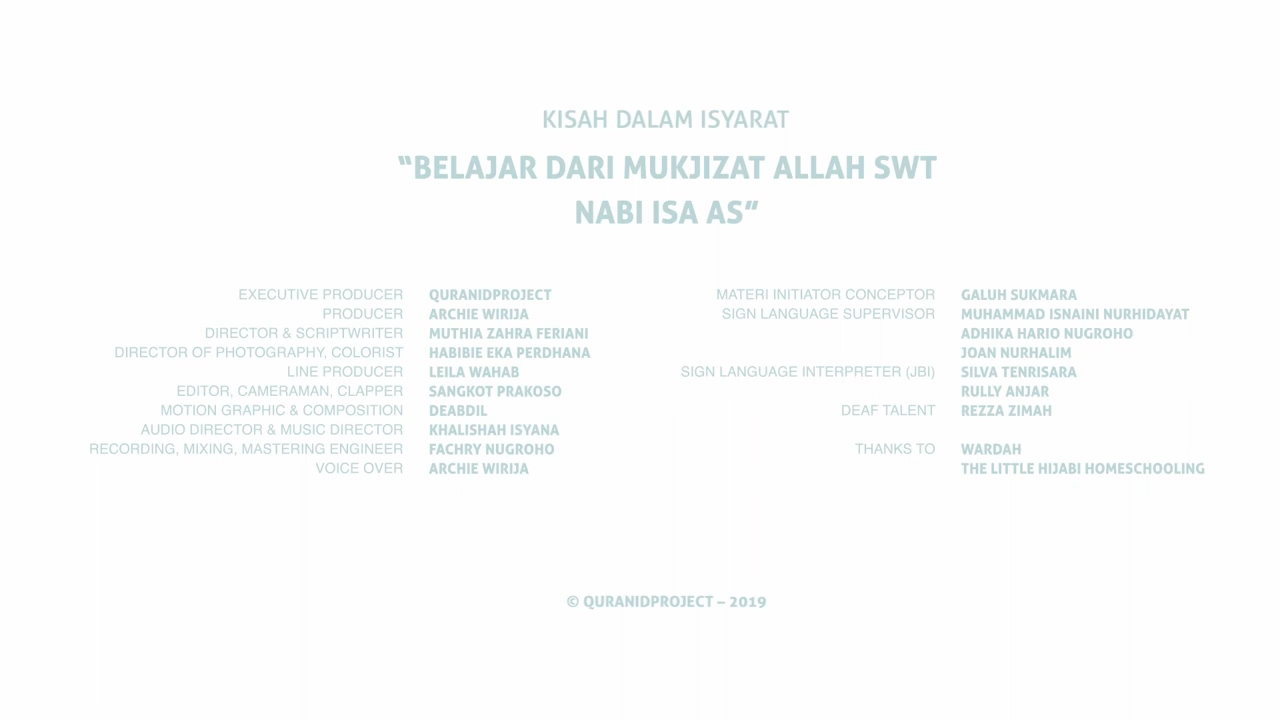 KISAH DALAM ISYARAT
“BELAJAR DARI MUKJIZAT ALLAH SWT
NABI ISA AS”
EXECUTIVE PRODUCER QURANIDPROJECT
PRODUCER ARCHIE WIRIJA
DIRECTOR & SCRIPTWRITER MUTHIA ZAHRA FERIANI
DIRECTOR OF PHOTOGRAPHY, COLORIST HABIBIE EKA PERDHANA
LINE PRODUCER LEILA WAHAB
EDITOR, CAMERAMAN, CLAPPER SANGKOT PRAKOSO
MOTION GRAPHIC & COMPOSITION DEABDIL
AUDIO DIRECTOR & MUSIC DIRECTOR KHALISHAH ISYANA
RECORDING, MIXING, MASTERING ENGINEER FACHRY NUGROHO
VOICE OVER ARCHIE WIRIJA
MATERI INITIATOR CONCEPTOR GALUH SUKMARA
SIGN LANGUAGE SUPERVISOR MUHAMMAD ISNAINI NURHIDAYAT
ADHIKA HARIO NUGROHO
JOAN NURHALIM
SIGN LANGUAGE INTERPRETER (JBI) SILVA TENRISARA
RULLY ANJAR
DEAF TALENT REZZA ZIMAH
THANKS TO WARDAH
THE LITTLE HIJABI HOMESCHOOLING
© QURANIDPROJECT – 2019